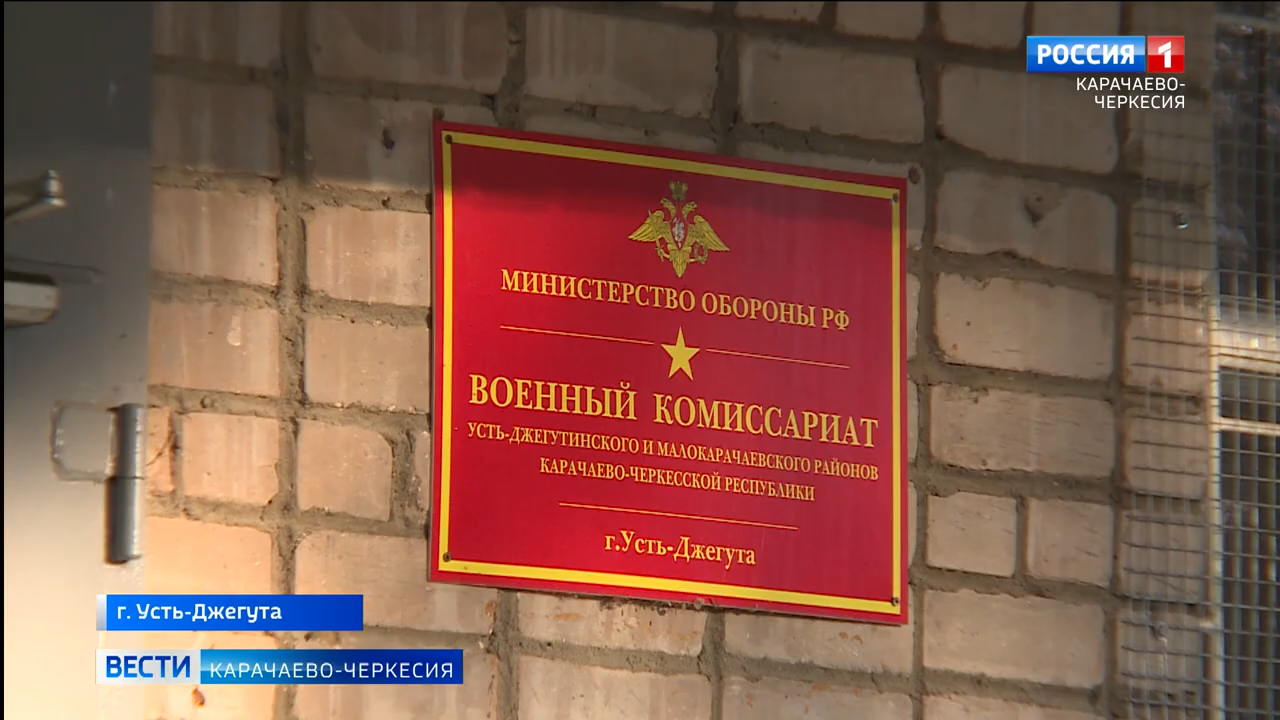 РОССИЯ 1
КАРАЧАЕВО-
ЧЕРКЕСИЯ
МИНИСТЕРСТВО ОБОРОНЫ РФ
ВОЕННЫЙ КОМИССАРИАТ
УСТЬ-ДЖЕГУТИНСКОГО И МАЛОКАРАЧАЕВСКОГО РАЙОНОВ
КАРАЧАЕВО-ЧЕРКЕССКОЙ РЕСПУБЛИКИ
г.Усть-Джегута
г. Усть-Джегута
ВЕСТИ КАРАЧАЕВО-ЧЕРКЕСИЯ